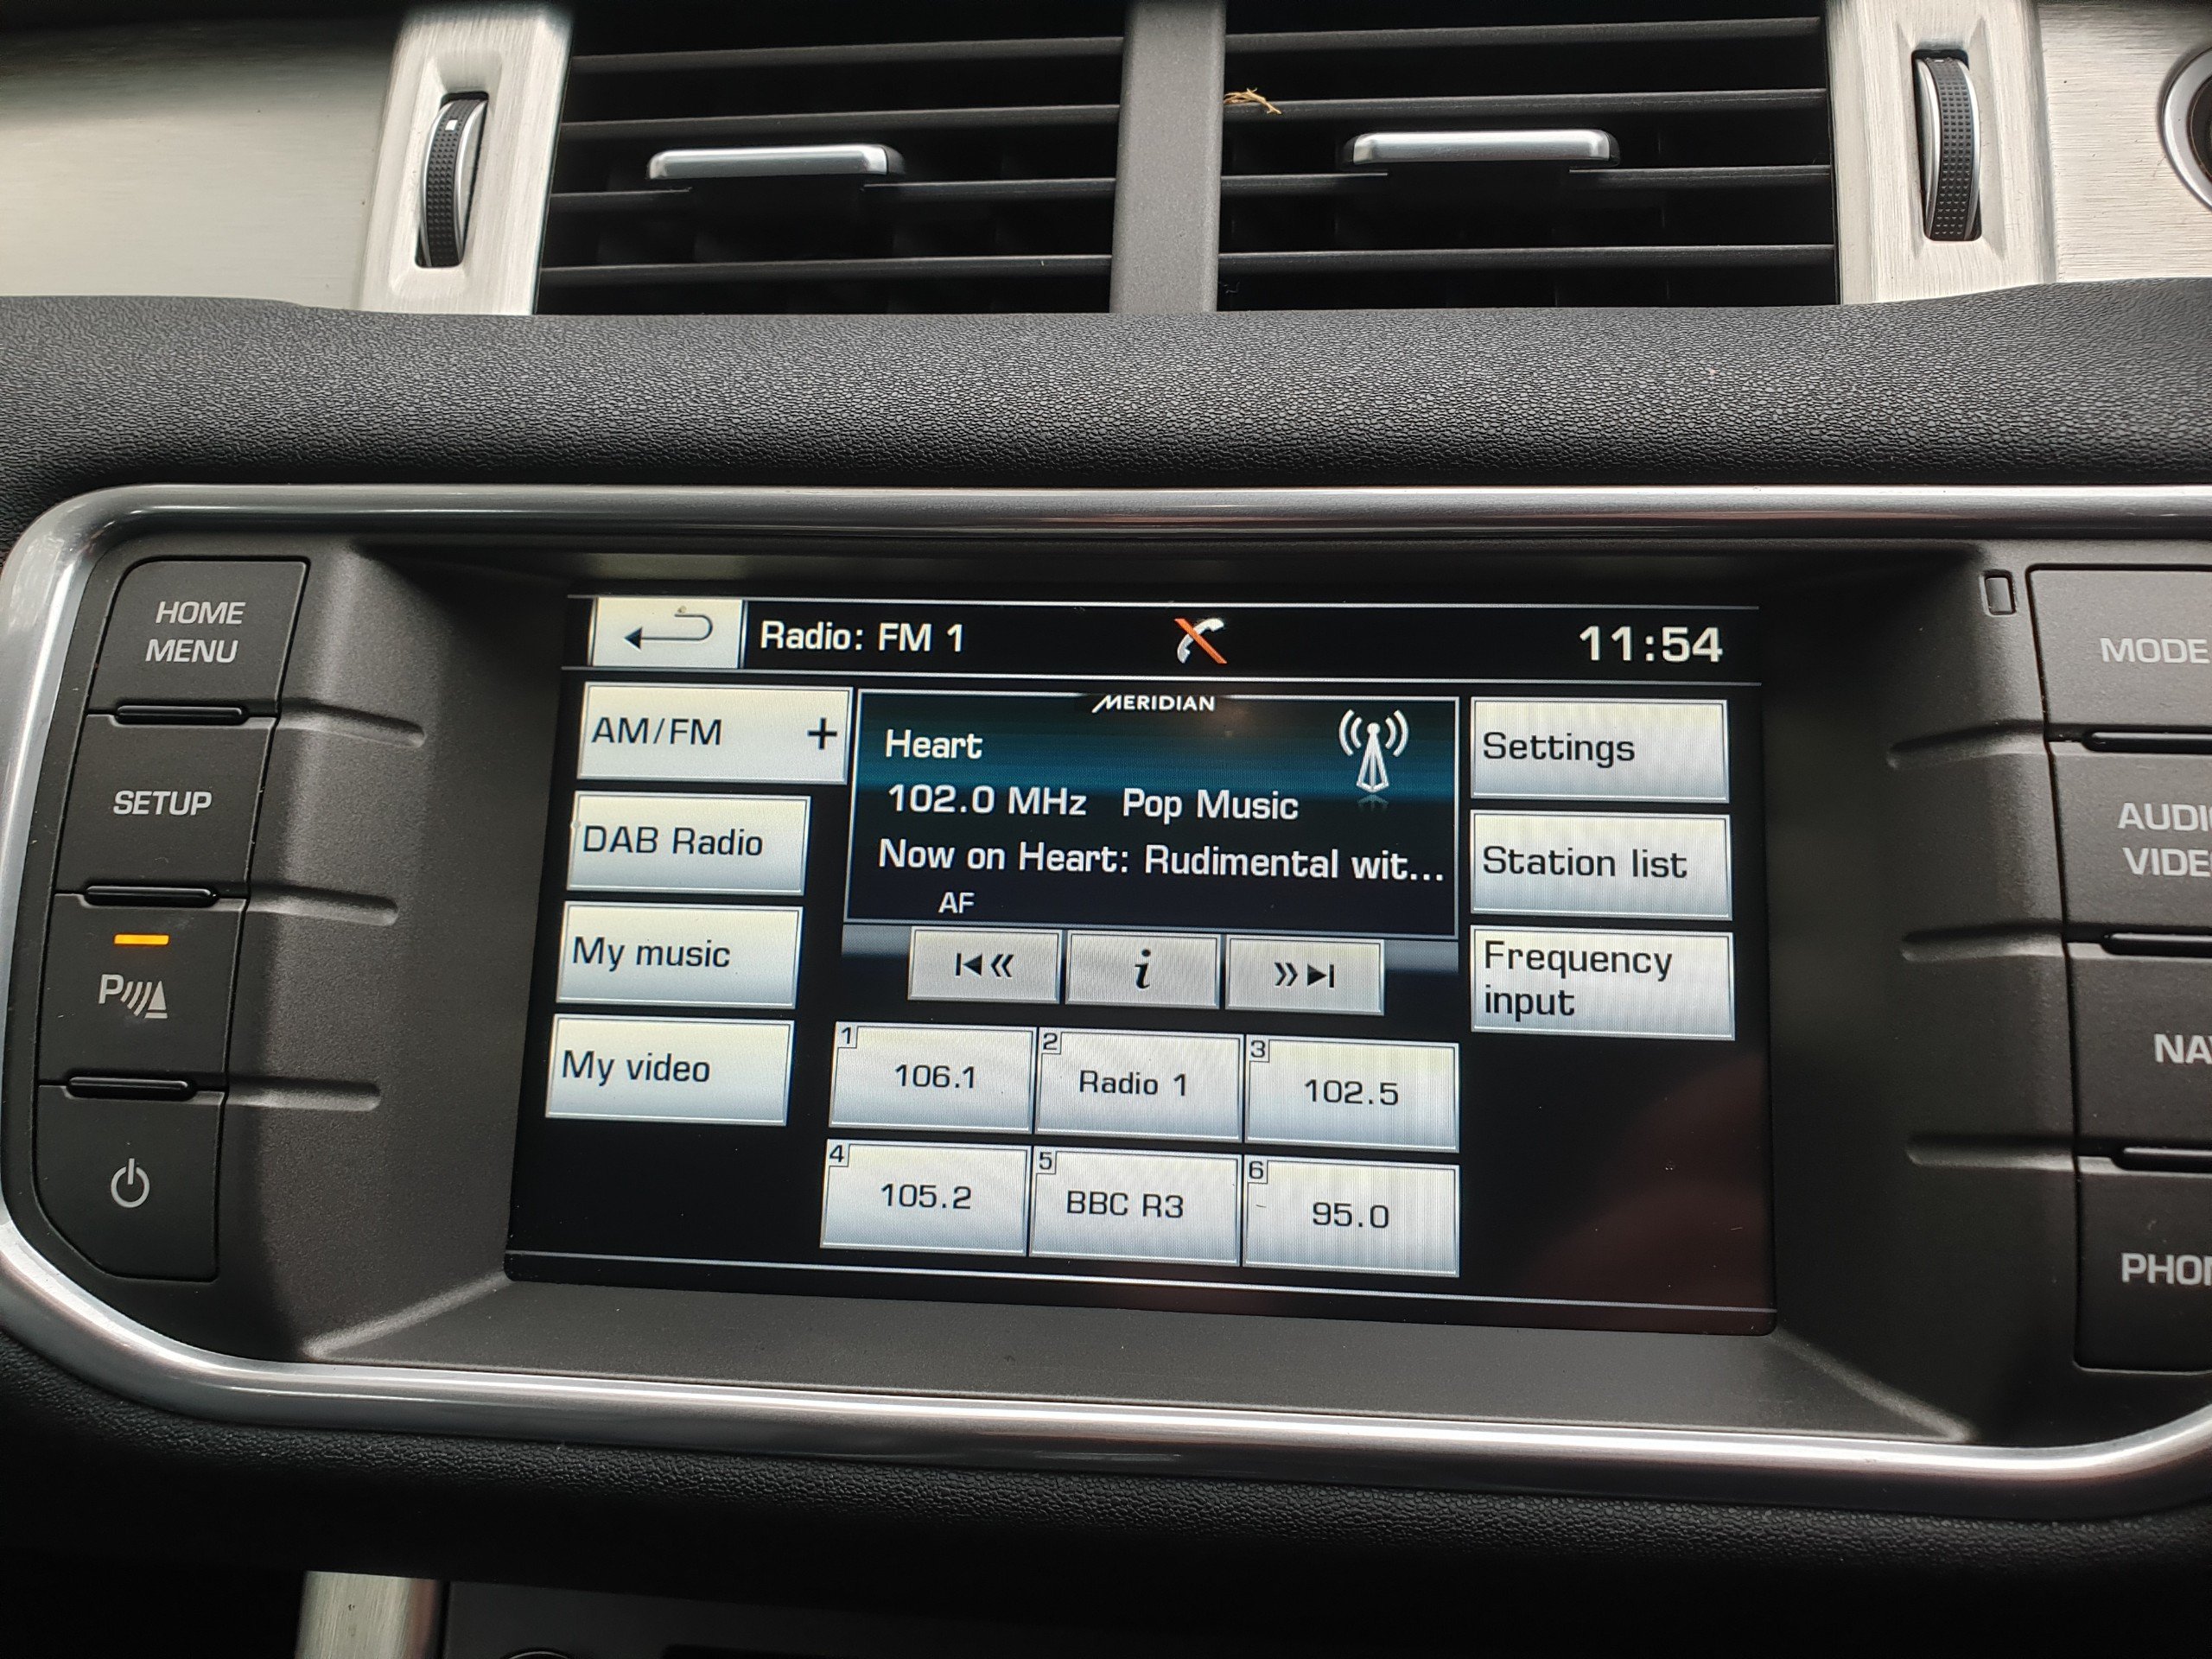 HOME
MENU
SETUP
P
Radio: FM 1
11:54
AM/FM +
DAB Radio
My music
My video
MERIDIAN
Heart
102.0 MHz Pop Music
Now on Heart: Rudimental wit...
AF
i
1 106.1
2 Radio 1
3 102.5
4 105.2
5 BBC R3
6 95.0
Settings
Station list
Frequency
input
MODE
AUDIO
VIDE
NAV
PHON